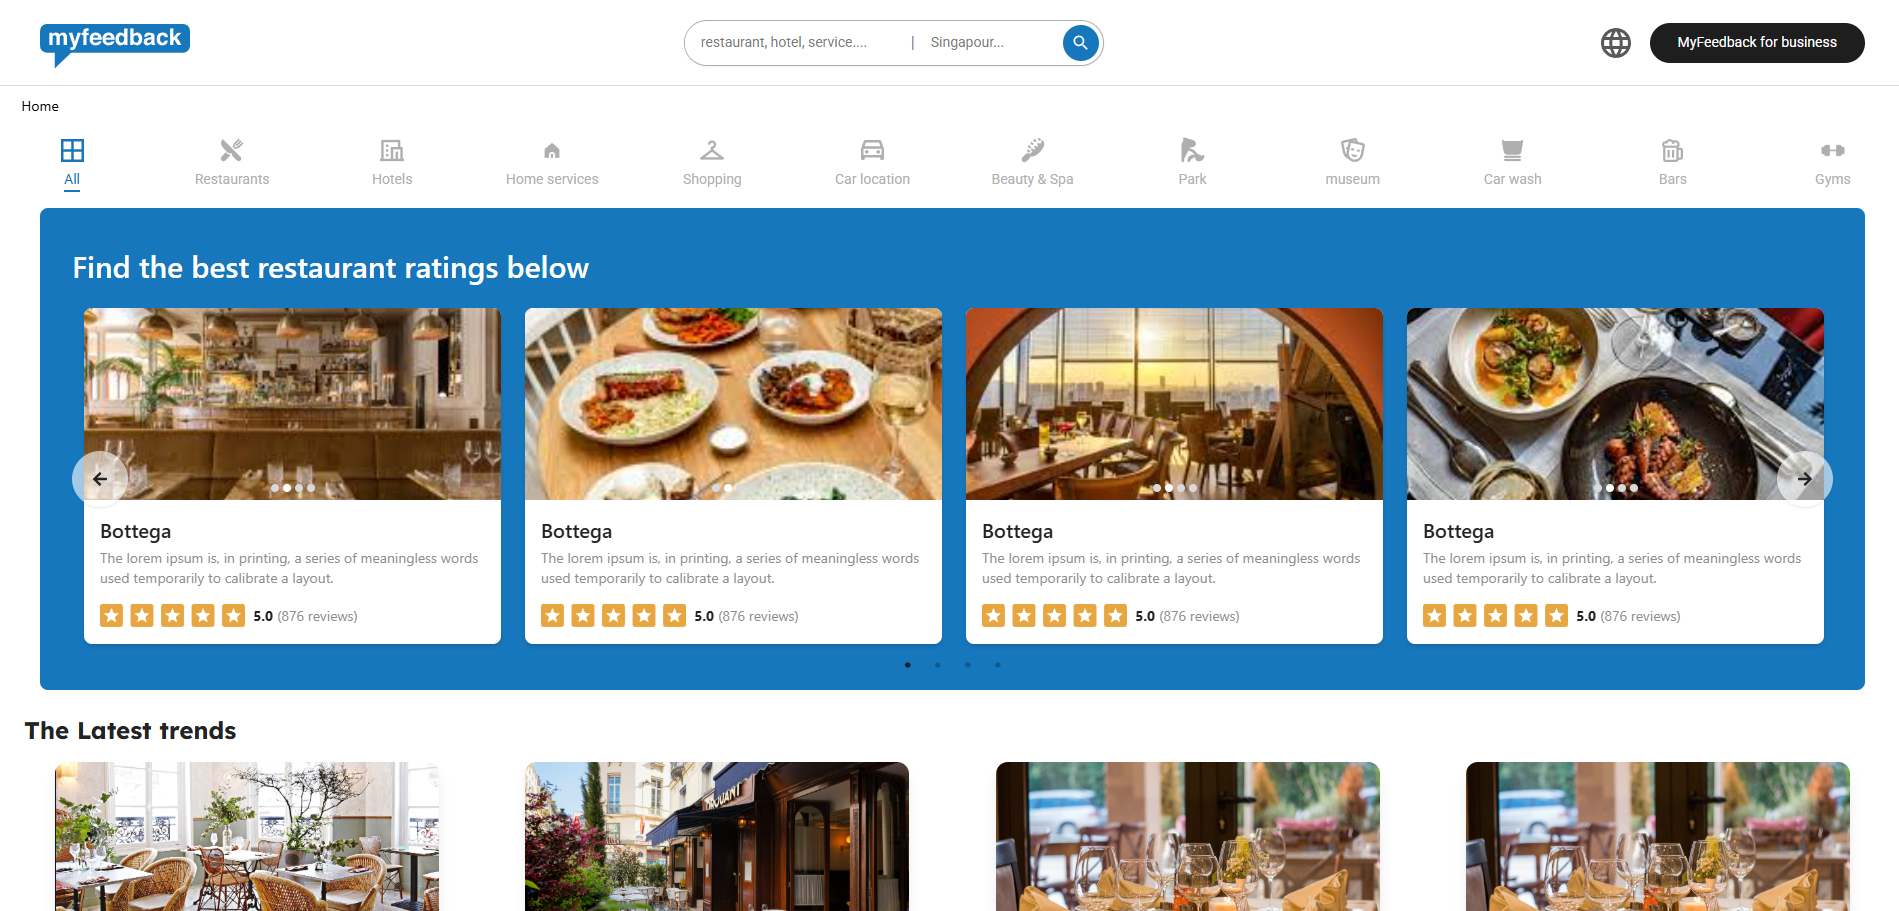 myfeedback
restaurant, hotel, service.... | Singapour...
MyFeedback for business
Home
All
Restaurants
Hotels
Home services
Shopping
Car location
Beauty & Spa
Park
museum
Car wash
Bars
Gyms
Find the best restaurant ratings below
Bottega
The lorem ipsum is, in printing, a series of meaningless words
used temporarily to calibrate a layout.
5.0 (876 reviews)
Bottega
The lorem ipsum is, in printing, a series of meaningless words
used temporarily to calibrate a layout.
5.0 (876 reviews)
Bottega
The lorem ipsum is, in printing, a series of meaningless words
used temporarily to calibrate a layout.
5.0 (876 reviews)
Bottega
The lorem ipsum is, in printing, a series of meaningless words
used temporarily to calibrate a layout.
5.0 (876 reviews)
The Latest trends